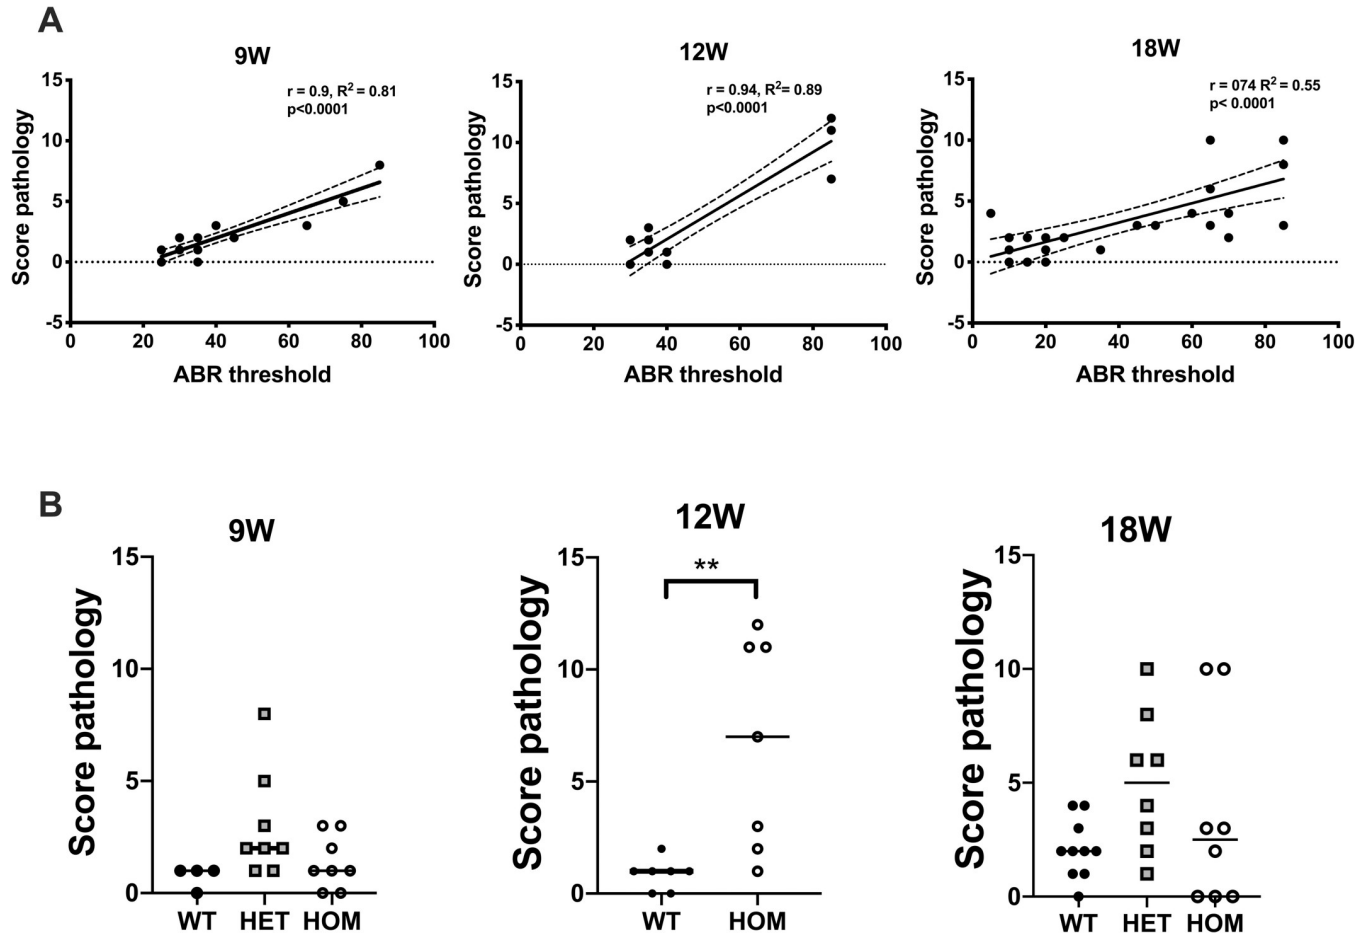 A
9W
12W
18W
r = 0.9, R2 = 0.81
p<0.0001
r = 0.94, R2= 0.89
p<0.0001
r = 074 R2 = 0.55
p< 0.0001
Score pathology
15
10
5
0
-5
0 20 40 60 80 100
ABR threshold
Score pathology
15
10
5
0
-5
0 20 40 60 80 100
ABR threshold
Score pathology
15
10
5
0
-5
0 20 40 60 80 100
ABR threshold
B
9W
Score pathology
15
10
5
0
WT HET HOM
12W
**
Score pathology
15
10
5
0
WT HOM
18W
Score pathology
15
10
5
0
WT HET HOM